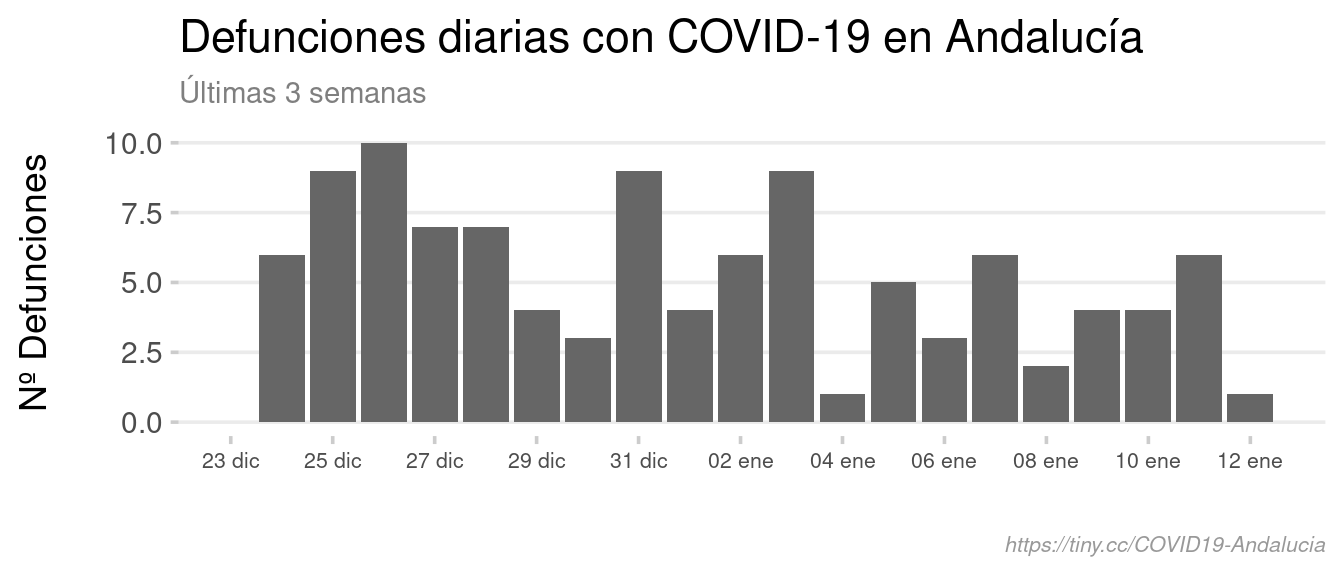 Defunciones diarias con COVID-19 en Andalucía
Últimas 3 semanas
Nº Defunciones
10.0
7.5
5.0
2.5
0.0
23 dic 25 dic 27 dic 29 dic 31 dic 02 ene 04 ene 06 ene 08 ene 10 ene 12 ene
https://tiny.cc/COVID19-Andalucia